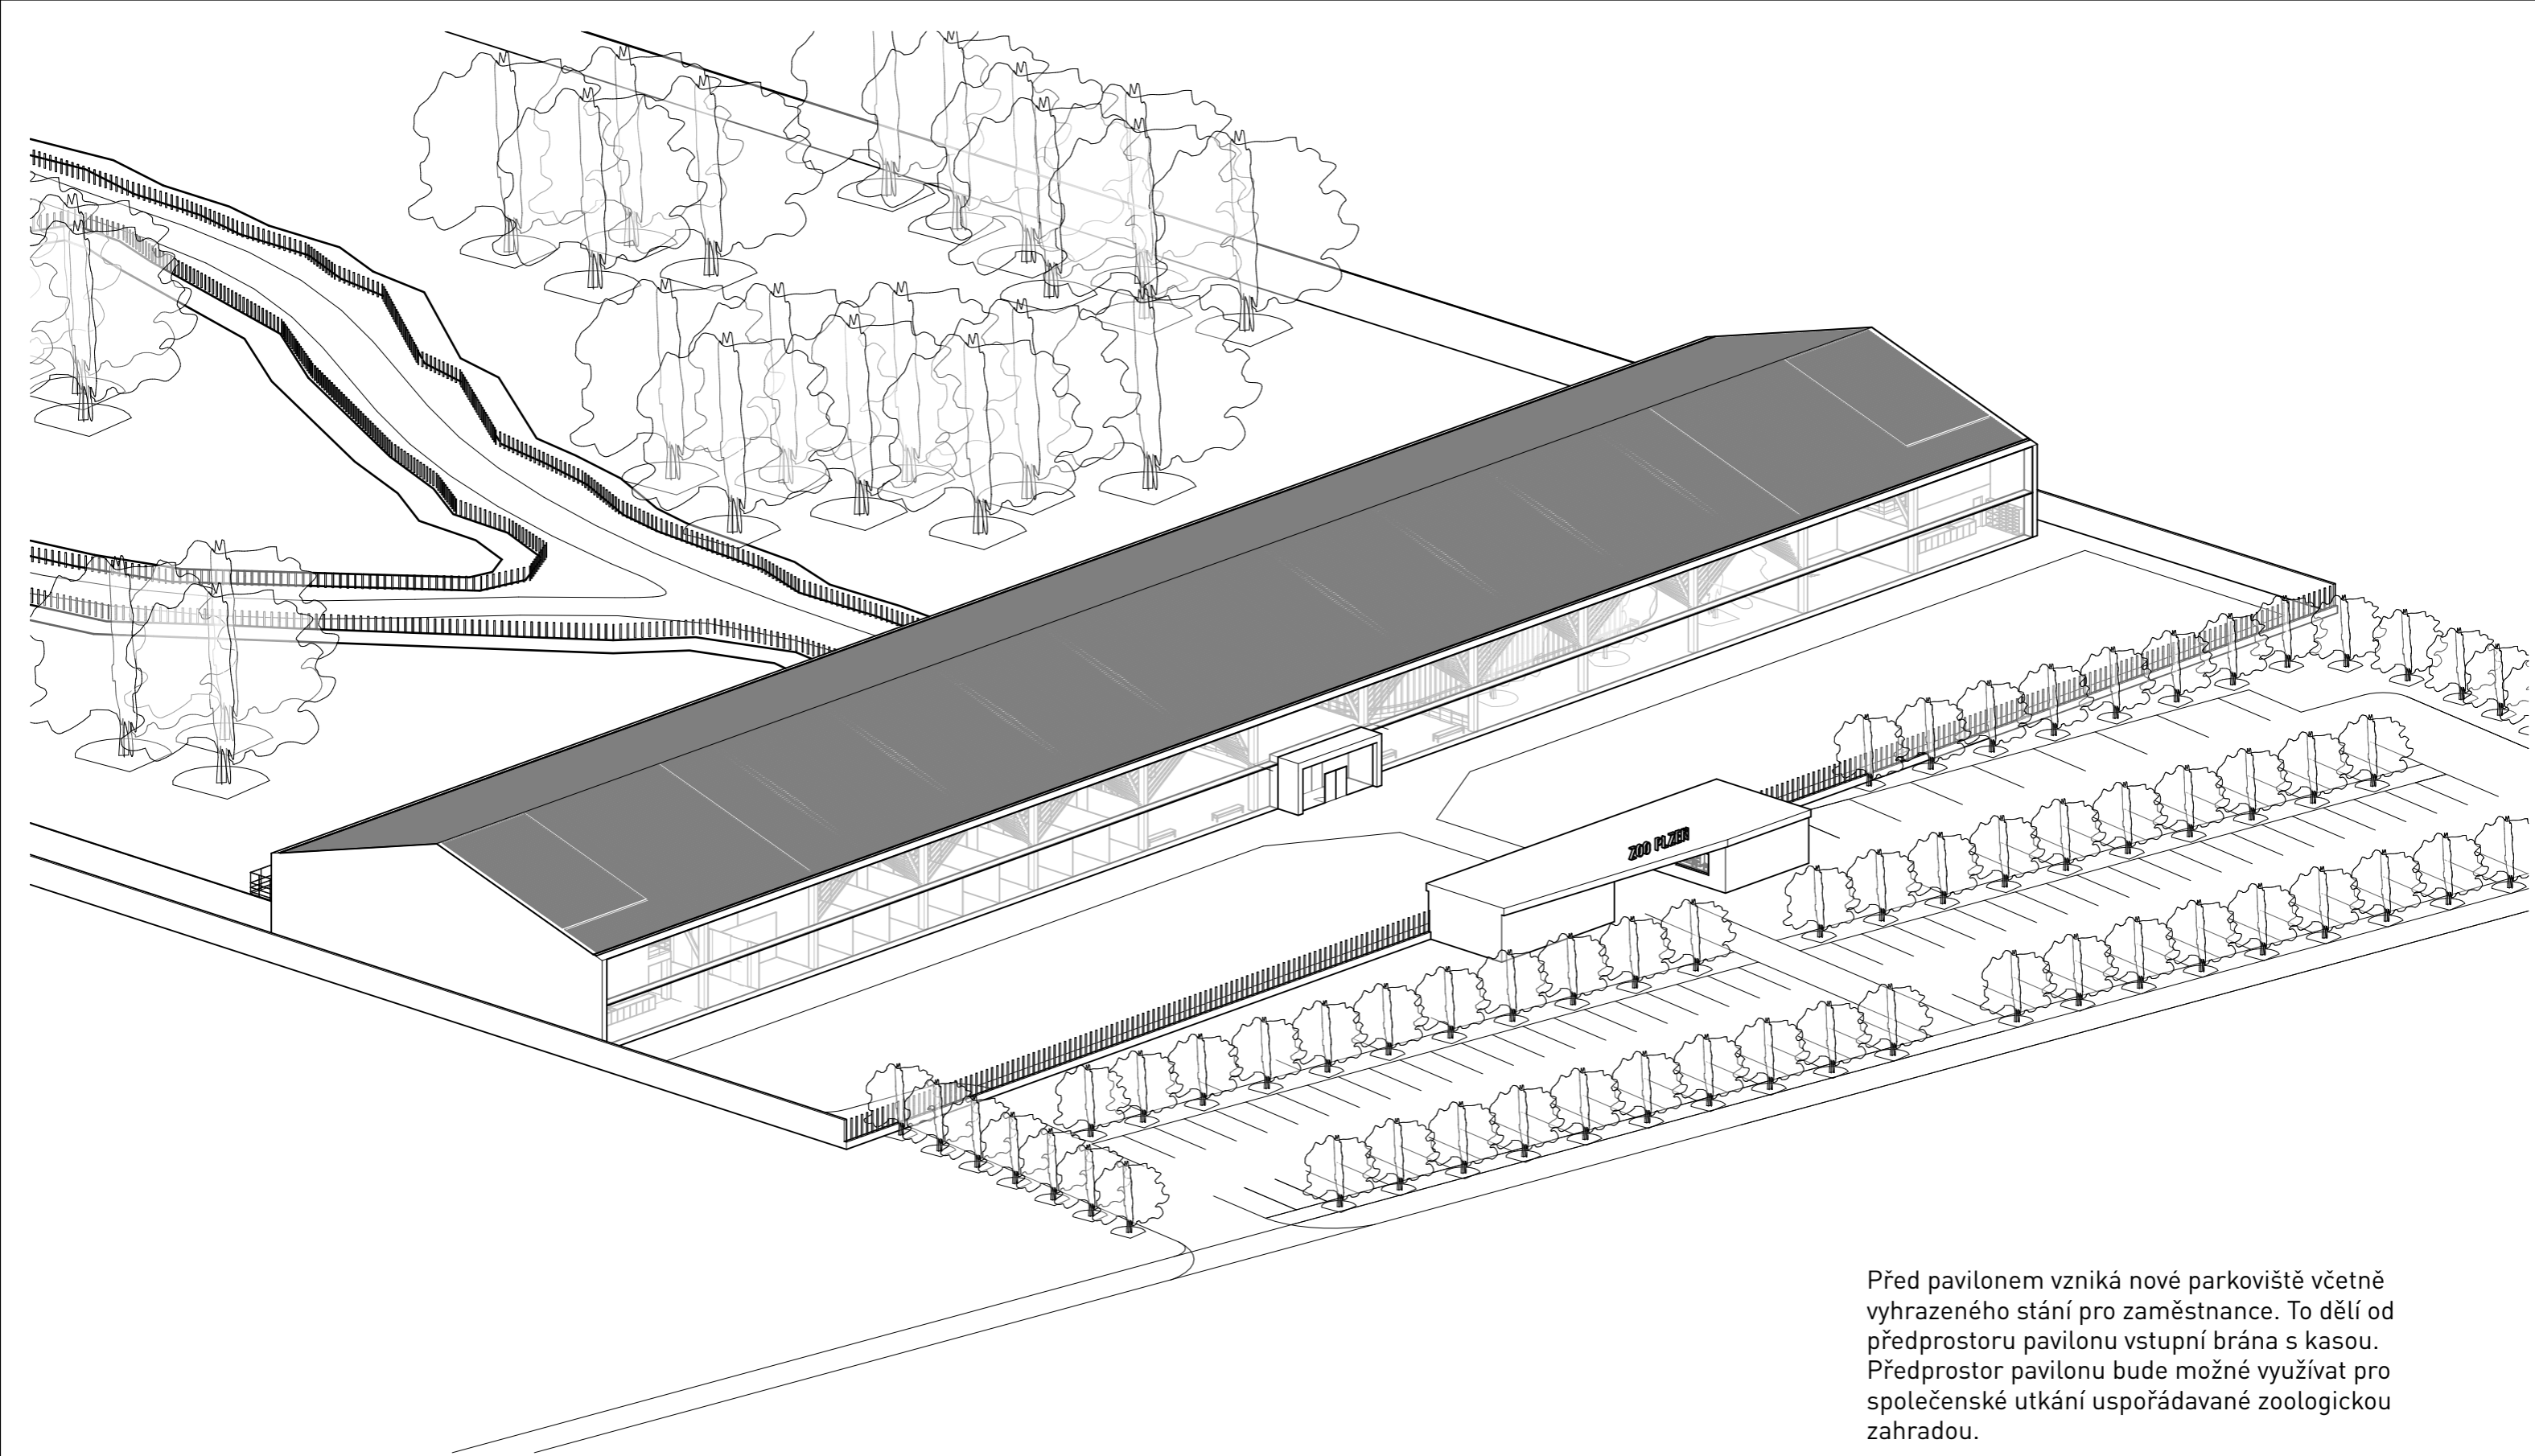 ZOO PLZEŇ
Před pavilonem vzniká nové parkoviště včetně
vyhrazeného stání pro zaměstnance. To dělí od
předprostoru pavilonu vstupní brána s kasou.
Předprostor pavilonu bude možné využívat pro
společenské utkání uspořádavané zoologickou
zahradou.